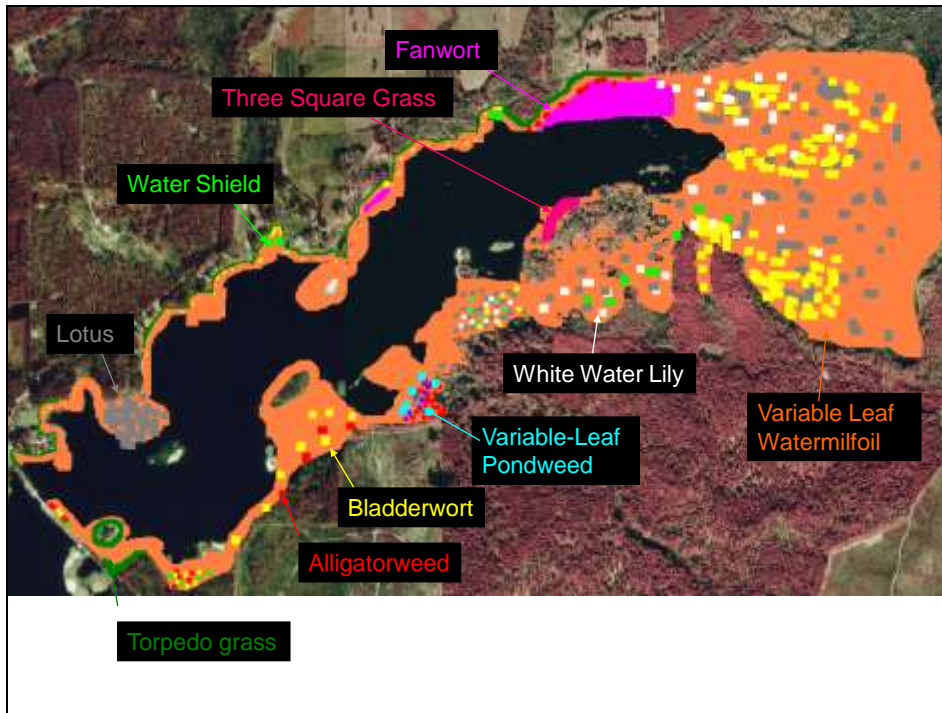 Fanwort
Three Square Grass
Water Shield
Lotus
White Water Lily
Variable Leaf
Watermilfoil
Variable-Leaf
Pondweed
Bladderwort
Alligatorweed
Torpedo grass